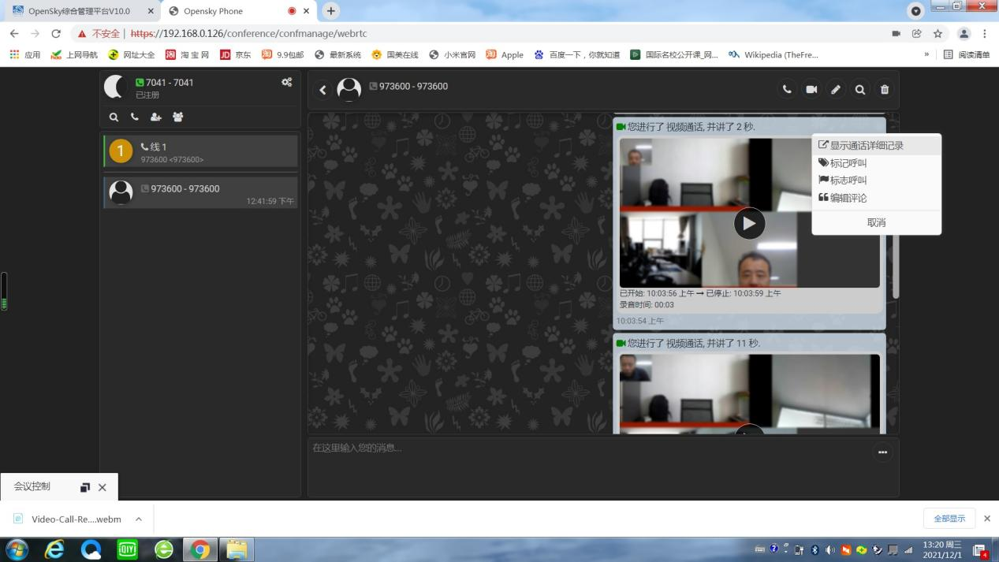 OpenSky综合管理平台V10.0
Opensky Phone
不安全 | https://192.168.0.126/conference/confmanage/webrtc
应用 上网导航 网址大全 淘 宝 网 京东 9.9包邮 最新系统 国美在线 小米官网 Apple 百度一下，你就知道 国际名校公开课_网... Wikipedia (TheFre... » 阅读清单
7041 - 7041
已注册
973600 - 973600
1
线 1
973600 <973600>
973600 - 973600
12:41:59 下午
您进行了 视频通话, 并讲了 2 秒.
显示通话详细记录
标记呼叫
标志呼叫
编辑评论
取消
已开始: 10:03:56 上午 → 已停止: 10:03:59 上午
录音时间: 00:03
10:03:54 上午
您进行了 视频通话, 并讲了 11 秒.
在这里输入您的消息...
会议控制
Video-Call-Re....webm
全部显示
13:20 周三
2021/12/1
4